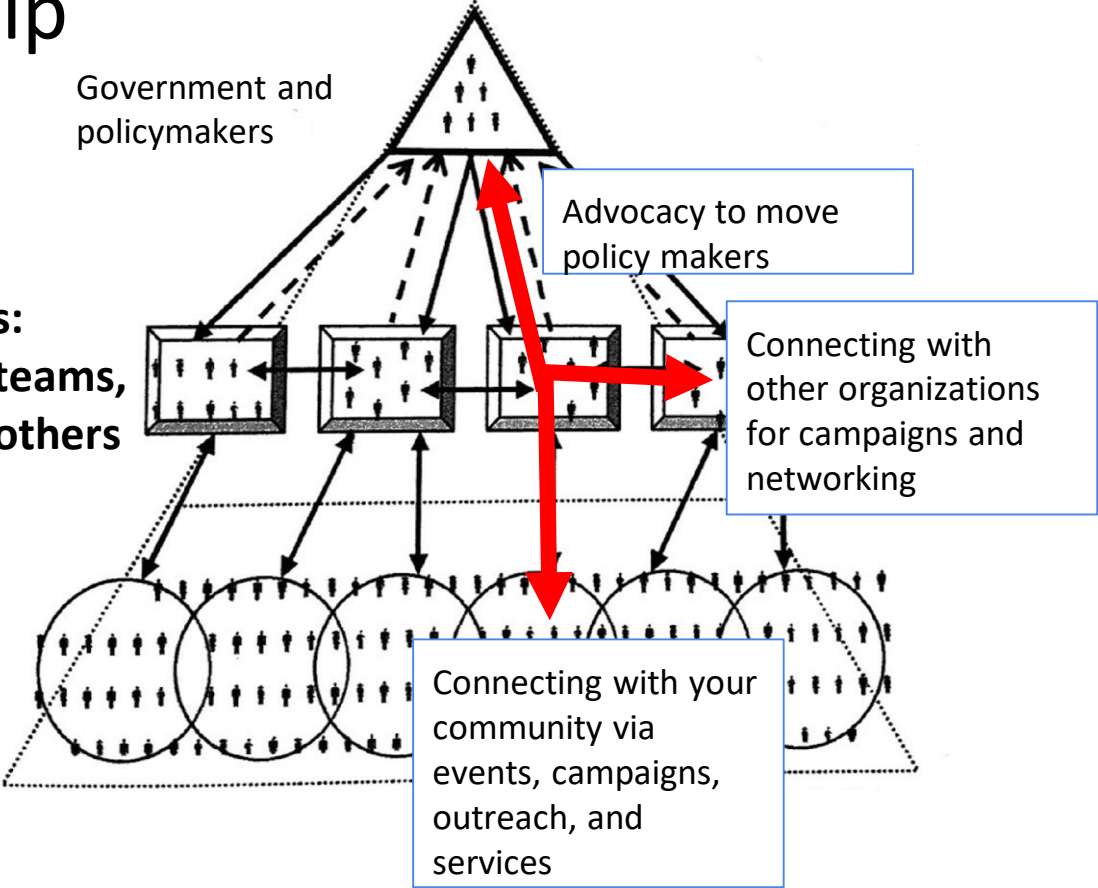 ip
Government and
policymakers
Advocacy to move
policy makers
s:
teams,
others
Connecting with
other organizations
for campaigns and
networking
Connecting with your
community via
events, campaigns,
outreach, and
services